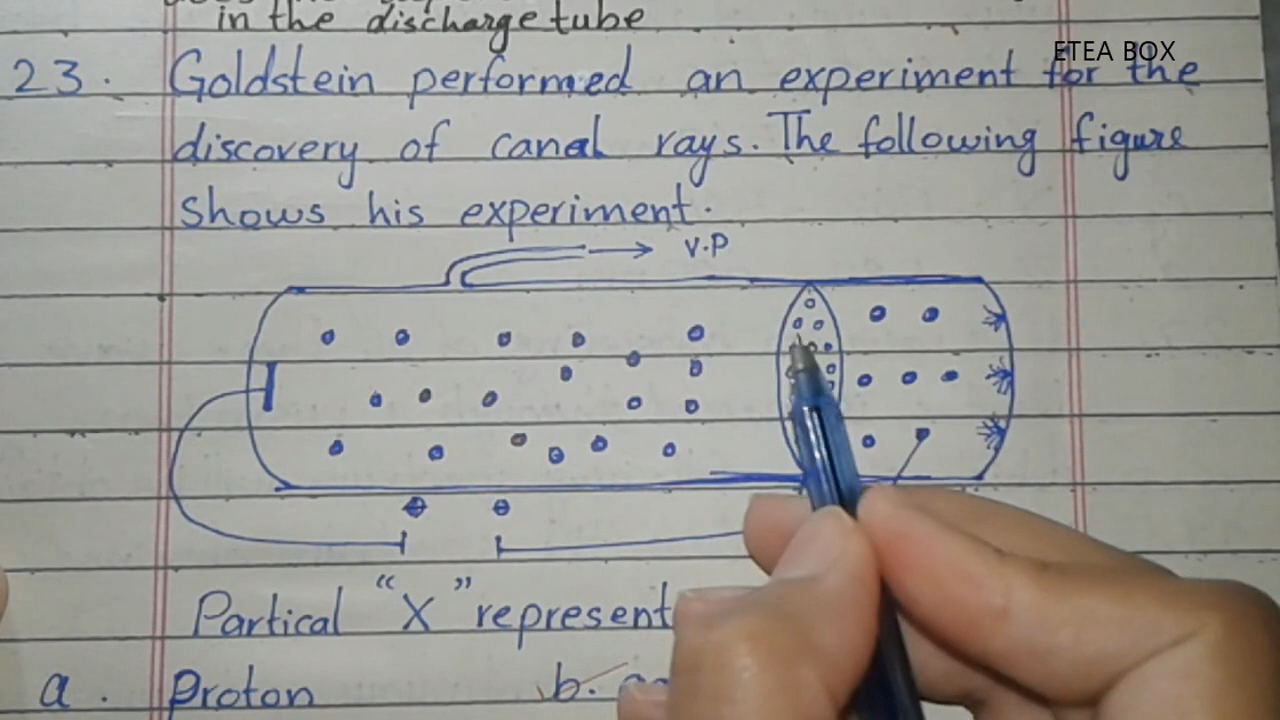 in the discharge tube
ETEA BOX
23. Goldstein performed an experiment for the
discovery of canal rays. The following figure
shows his experiment.
V.P
Partical "X" represent
a. Proton b.